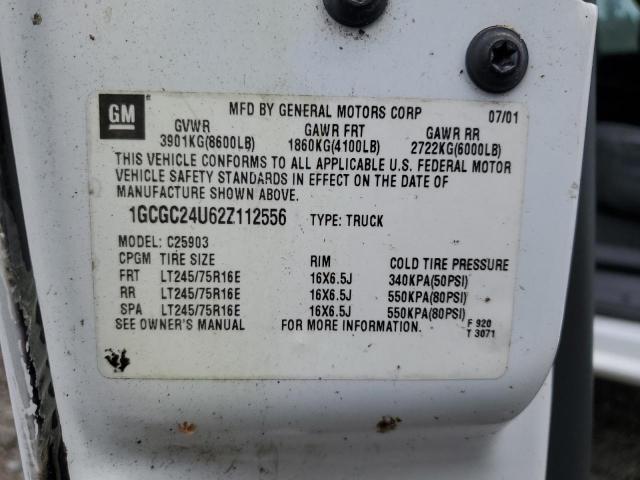 GM MFD BY GENERAL MOTORS CORP 07/01
GVWR GAWR FRT GAWR RR
3901KG(8600LB) 1860KG(4100LB) 2722KG(6000LB)
THIS VEHICLE CONFORMS TO ALL APPLICABLE U.S. FEDERAL MOTOR
VEHICLE SAFETY STANDARDS IN EFFECT ON THE DATE OF
MANUFACTURE SHOWN ABOVE.
1GCGC24U62Z112556 TYPE: TRUCK
MODEL: C25903
CPGM TIRE SIZE RIM COLD TIRE PRESSURE
FRT LT245/75R16E 16X6.5J 340KPA(50PSI)
RR LT245/75R16E 16X6.5J 550KPA(80PSI)
SPA LT245/75R16E 16X6.5J 550KPA(80PSI)
SEE OWNER'S MANUAL FOR MORE INFORMATION. F 920
T 3071